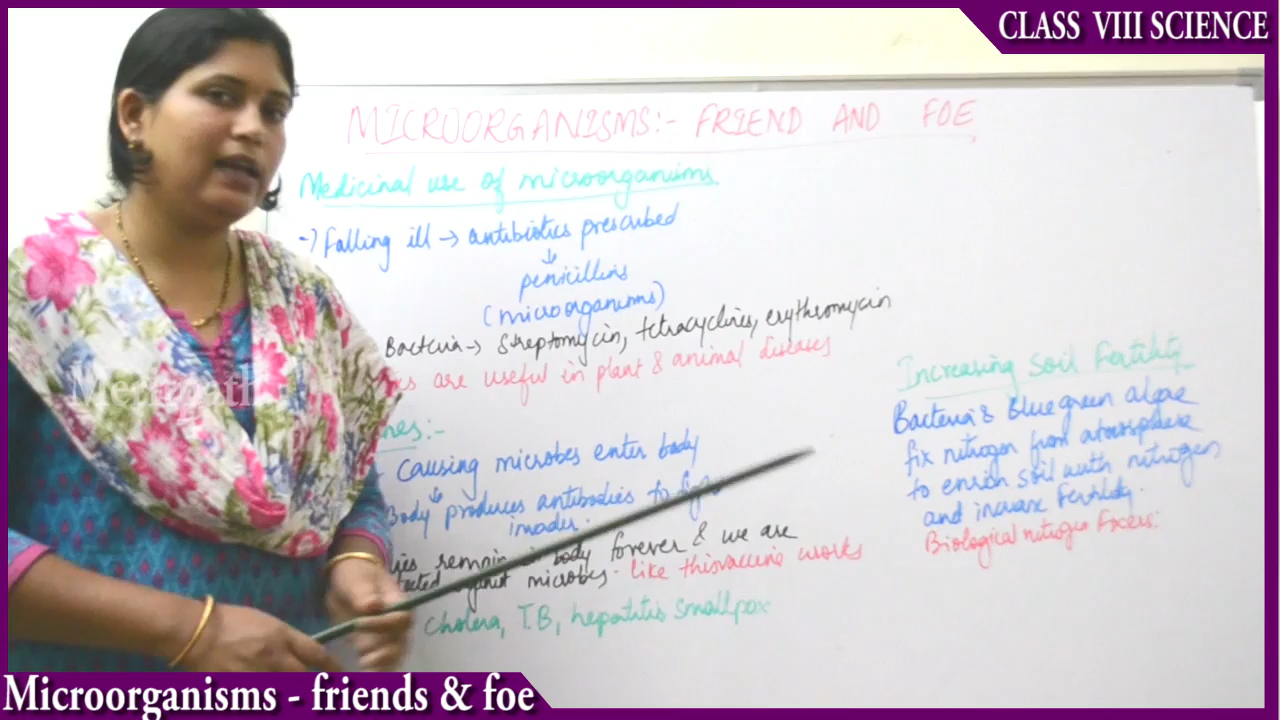 CLASS VIII SCIENCE
MICROORGANISMS:- FRIEND AND FOE
Medicinal use of microorganisms
-) Falling ill → antibiotics prescribed
↓
penicillins
(microorganisms)
Bacteria → Streptomycin, tetracyclines, erythromycin
are useful in plant & animal diseases
nes:-
causing microbes enter body
↓
Body produces antibodies to
invader.
ies remain in body forever & we are
cted against microbes. like this vaccine works
cholera, T.B, hepatitis smallpox
Increasing soil Fertility
Bacteria & Blue green algae
fix nitrogen from atmosphere
to enrich soil with nitrogen
and increase fertility.
Biological nitrogen fixers:
Microorganisms - friends & foe